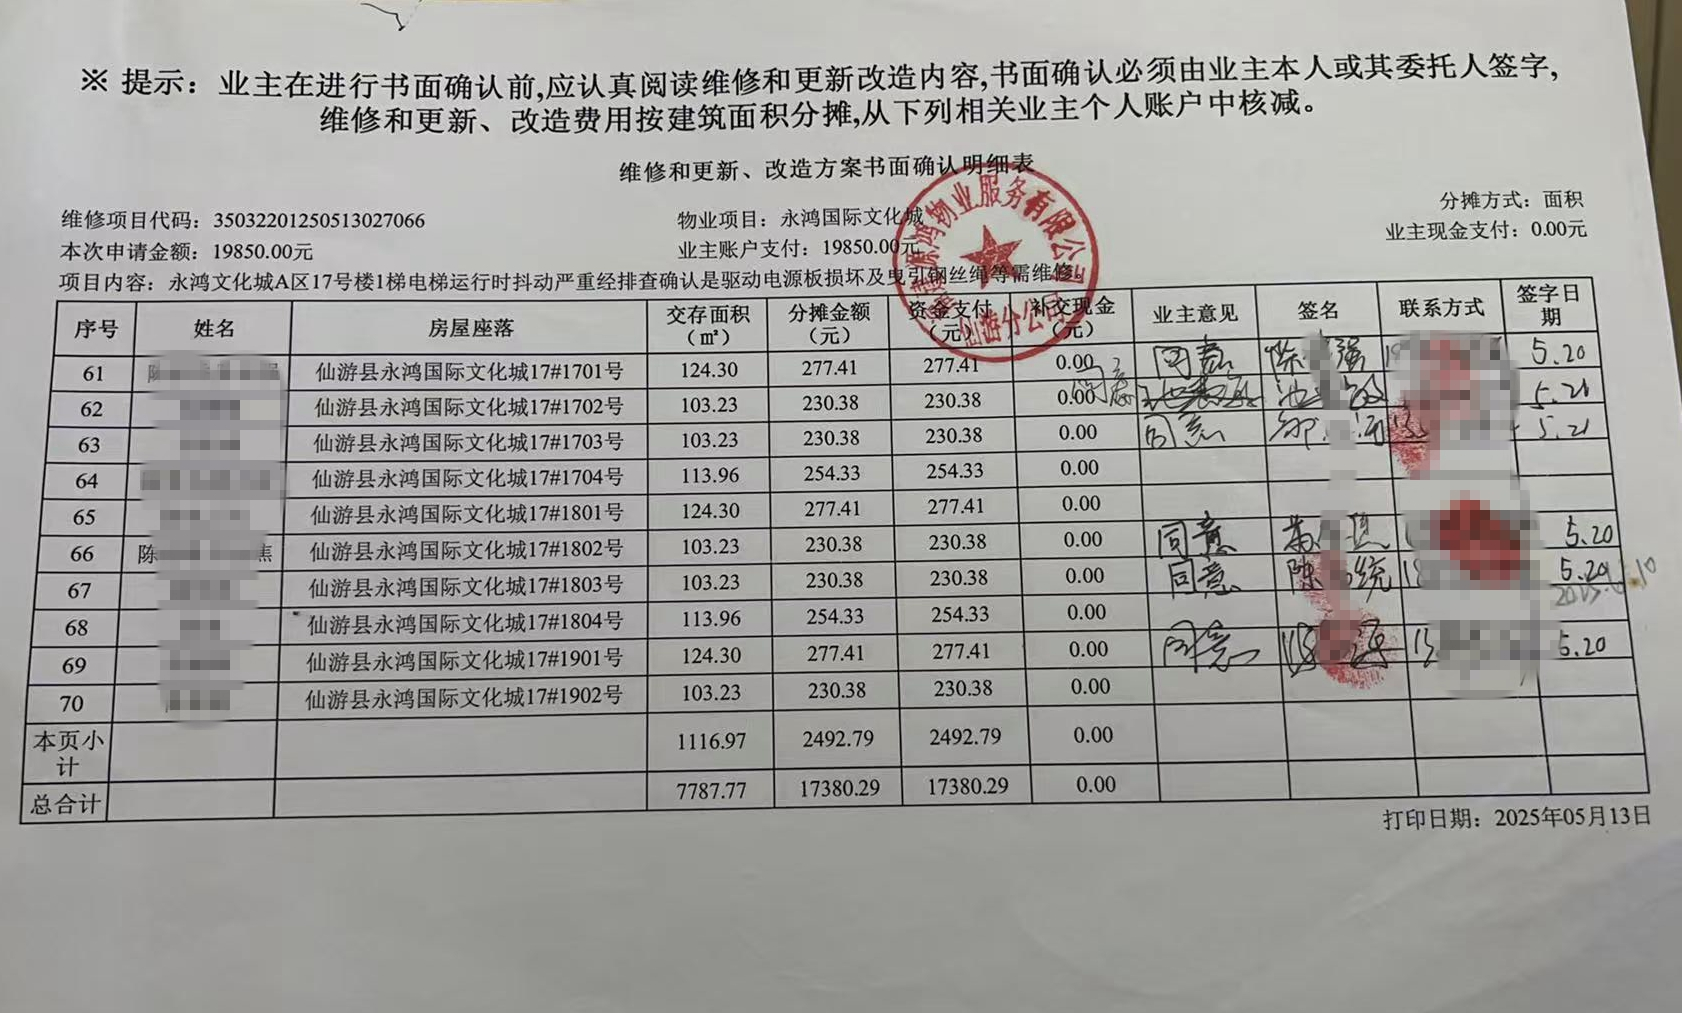 ※ 提示：业主在进行书面确认前,应认真阅读维修和更新改造内容,书面确认必须由业主本人或其委托人签字,
维修和更新、改造费用按建筑面积分摊,从下列相关业主个人账户中核减。
维修和更新、改造方案书面确认明细表
分摊方式：面积
维修项目代码：35032201250513027066 物业项目：永鸿国际文化城
业主现金支付：0.00元
本次申请金额：19850.00元 业主账户支付：19850.00元
项目内容：永鸿文化城A区17号楼1梯电梯运行时抖动严重经排查确认是驱动电源板损坏及曳引钢丝绳等需维修。
鸿物业服务有限公司
仙游分公司
序号 姓名 房屋座落 交存面积（㎡） 分摊金额（元） 资金支付（元） 补交现金（元） 业主意见 签名 联系方式 签字日期
61 仙游县永鸿国际文化城17#1701号 124.30 277.41 277.41 0.00 同意 陈 强 5.20
62 仙游县永鸿国际文化城17#1702号 103.23 230.38 230.38 0.00 同意 5.21
63 仙游县永鸿国际文化城17#1703号 103.23 230.38 230.38 0.00 同意 5.21
64 仙游县永鸿国际文化城17#1704号 113.96 254.33 254.33 0.00
65 仙游县永鸿国际文化城17#1801号 124.30 277.41 277.41 0.00
66 陈 仙游县永鸿国际文化城17#1802号 103.23 230.38 230.38 0.00 同意 5.20
67 仙游县永鸿国际文化城17#1803号 103.23 230.38 230.38 0.00 同意 陈 统 5.20
68 仙游县永鸿国际文化城17#1804号 113.96 254.33 254.33 0.00
69 仙游县永鸿国际文化城17#1901号 124.30 277.41 277.41 0.00 同意 5.20
70 仙游县永鸿国际文化城17#1902号 103.23 230.38 230.38 0.00
本页小计 1116.97 2492.79 2492.79 0.00
总合计 7787.77 17380.29 17380.29 0.00
打印日期：2025年05月13日